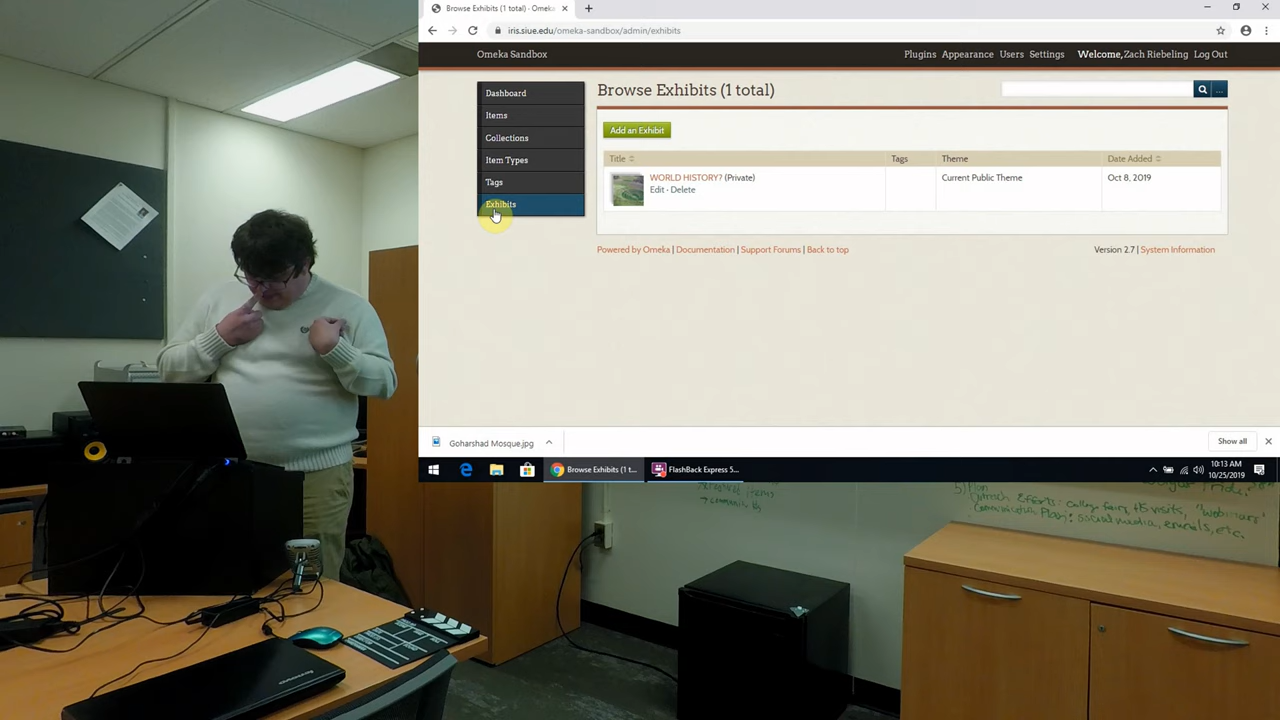 Browse Exhibits (1 total) - Omeka
iris.siue.edu/omeka-sandbox/admin/exhibits
Omeka Sandbox
Plugins Appearance Users Settings Welcome, Zach Riebeling Log Out
Dashboard
Items
Collections
Item Types
Tags
Exhibits
Browse Exhibits (1 total)
...
Add an Exhibit
Title Tags Theme Date Added
WORLD HISTORY? (Private) Current Public Theme Oct 8, 2019
Edit · Delete
Powered by Omeka | Documentation | Support Forums | Back to top
Version 2.7 | System Information
Goharshad Mosque.jpg
Show all
Browse Exhibits (1 t...
FlashBack Express 5...
10:13 AM
10/25/2019
5) Plan
Outreach Efforts: college fairs, HS visits, "Webinars"
Communication Plan: social media, emails, etc.
lenovo